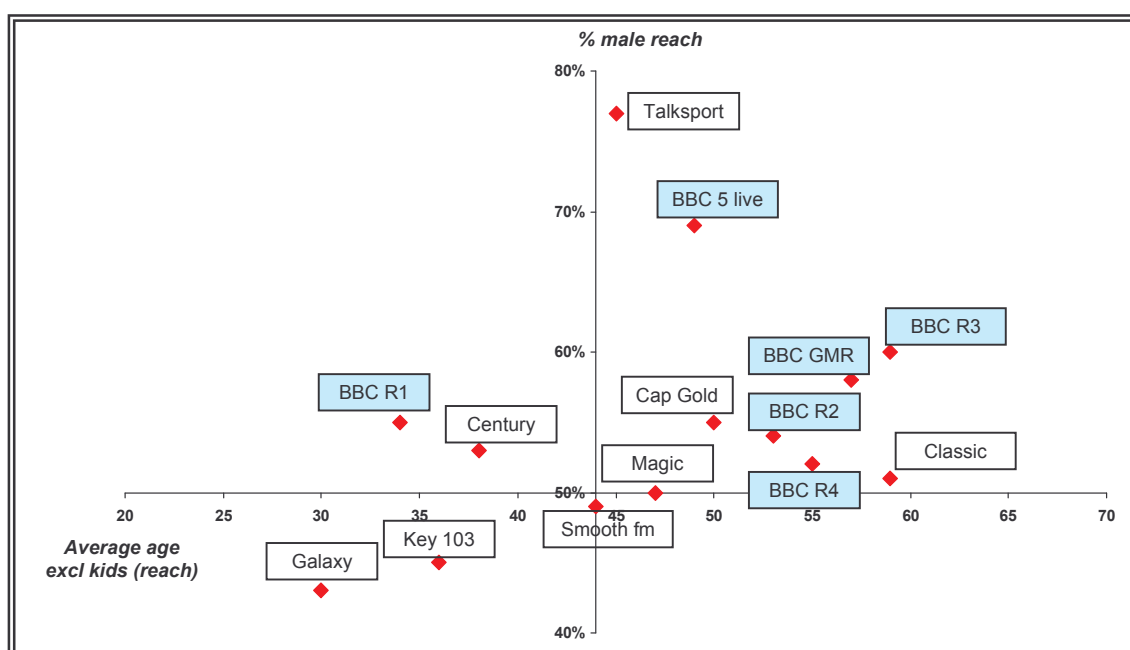 % male reach
80%
Talksport
BBC 5 live
70%
BBC R3
60%
BBC GMR
BBC R1
Cap Gold
BBC R2
Century
Magic
Classic
50%
BBC R4
20
25
30
35
40
45
50
55
60
65
70
Smooth fm
Key 103
Average age
excl kids (reach)
Galaxy
40%